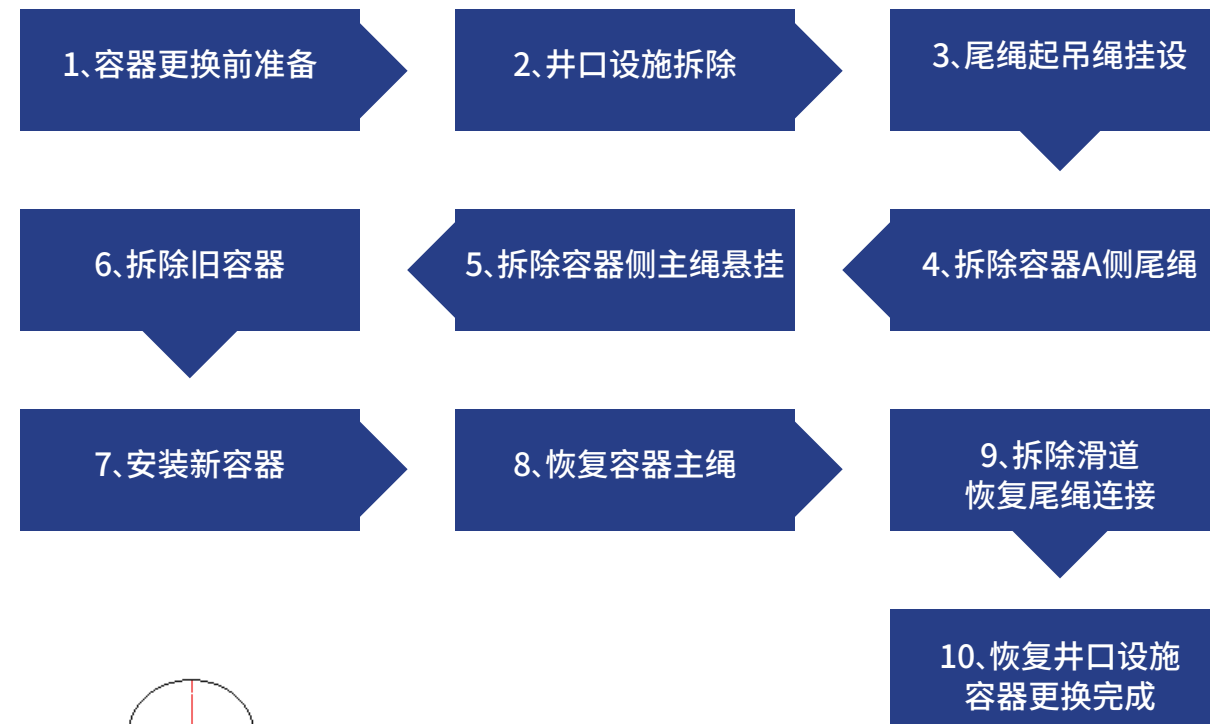 1、容器更换前准备
2、井口设施拆除
3、尾绳起吊绳挂设
4、拆除容器A侧尾绳
5、拆除容器侧主绳悬挂
6、拆除旧容器
7、安装新容器
8、恢复容器主绳
9、拆除滑道
恢复尾绳连接
10、恢复井口设施
容器更换完成